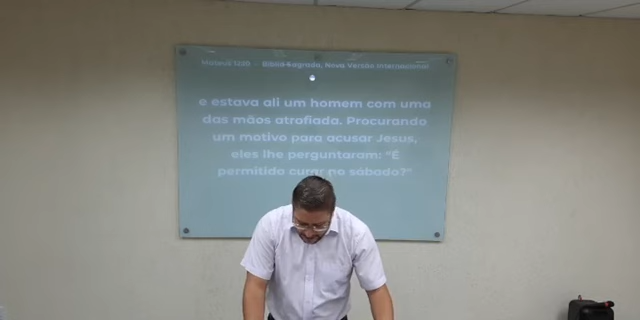 Mateus 12:10 - Bíblia Sagrada, Nova Versão Internacional
e estava ali um homem com uma
das mãos atrofiada. Procurando
um motivo para acusar Jesus,
eles lhe perguntaram: "É
permitido curar no sábado?"